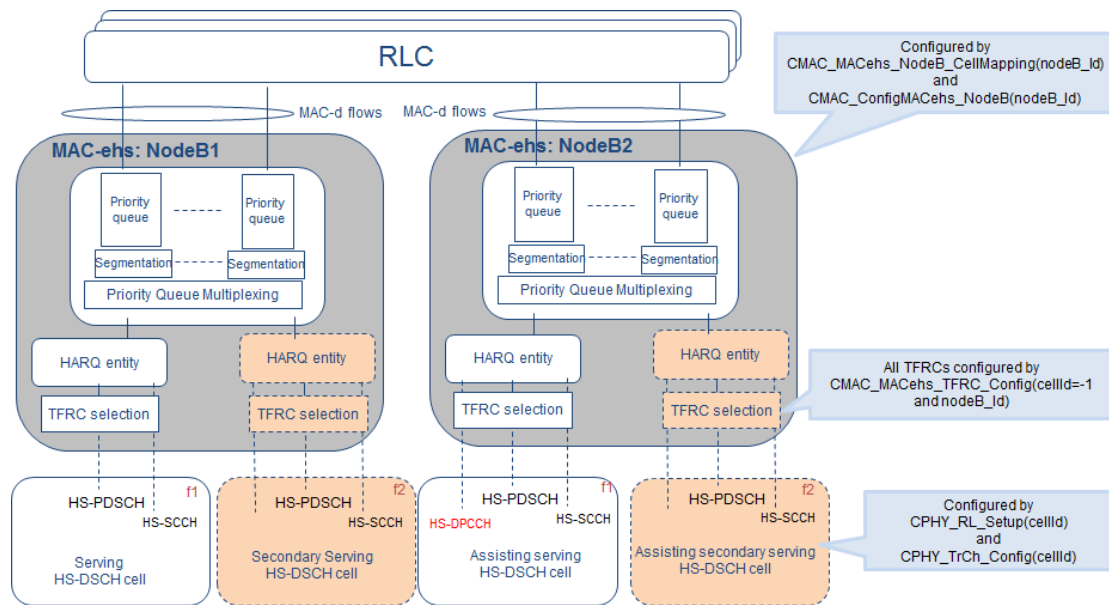 RLC
Configured by
CMAC_MACehs_NodeB_CellMapping(nodeB_Id)
and
CMAC_ConfigMACehs_NodeB(nodeB_Id)
MAC-d flows
MAC-d flows
MAC-ehs: NodeB1
MAC-ehs: NodeB2
Priority
queue
Priority
queue
Priority
queue
Priority
queue
Segmentation
Segmentation
Segmentation
Segmentation
Priority Queue Multiplexing
Priority Queue Multiplexing
HARQ entity
HARQ entity
HARQ entity
HARQ entity
All TFRCs configured by
CMAC_MACehs_TFRC_Config(cellId=-1
and nodeB_Id)
TFRC selection
TFRC selection
TFRC selection
TFRC selection
f1
f2
f1
f2
HS-PDSCH
HS-PDSCH
HS-PDSCH
HS-PDSCH
HS-SCCH
HS-SCCH
HS-DPCCH
HS-SCCH
HS-SCCH
Serving
HS-DSCH cell
Secondary Serving
HS-DSCH cell
Assisting serving
HS-DSCH cell
Assisting secondary serving
HS-DSCH cell
Configured by
CPHY_RL_Setup(cellId)
and
CPHY_TrCh_Config(cellId)